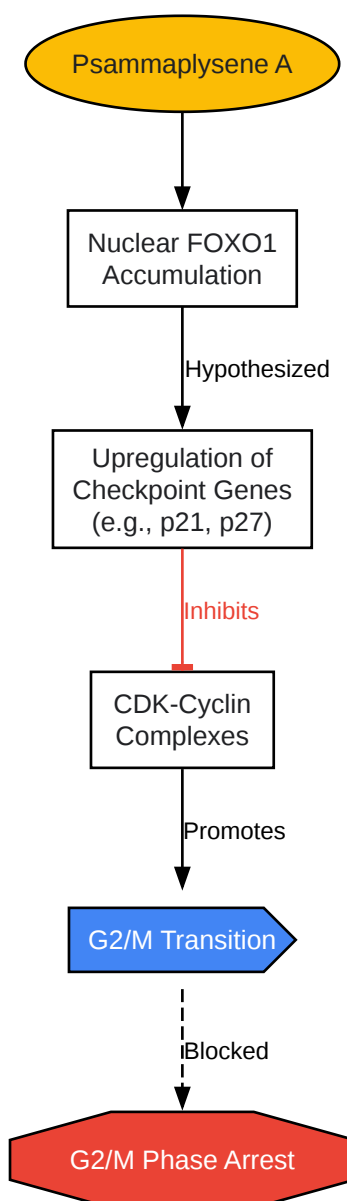 Psammaplysene A
Nuclear FOXO1
Accumulation
Hypothesized
Upregulation of
Checkpoint Genes
(e.g., p21, p27)
Inhibits
CDK-Cyclin
Complexes
Promotes
G2/M Transition
Blocked
G2/M Phase Arrest